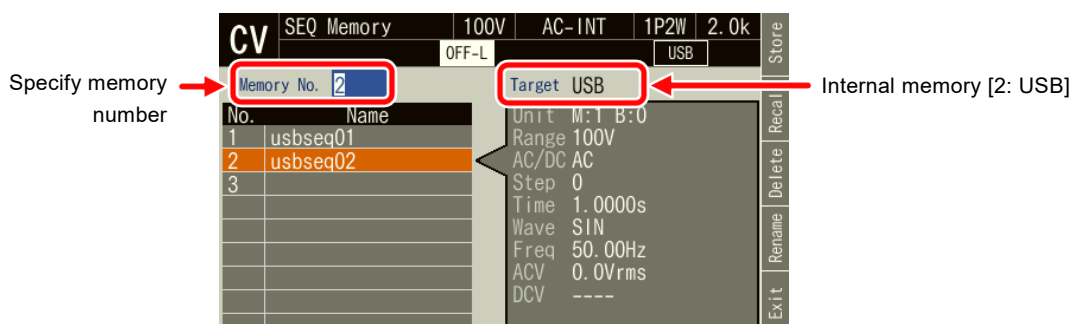 CV SEQ Memory 100V AC-INT 1P2W 2.0k
OFF-L USB
Specify memory
number
Memory No. 2
Target USB
Internal memory [2: USB]
No. Name
1 usbseq01
2 usbseq02
3
Unit M:1 B:0
Range 100V
AC/DC AC
Step 0
Time 1.0000s
Wave SIN
Freq 50.00Hz
ACV 0.0Vrms
DCV ----
Store
Recal
Delete
Rename
Exit